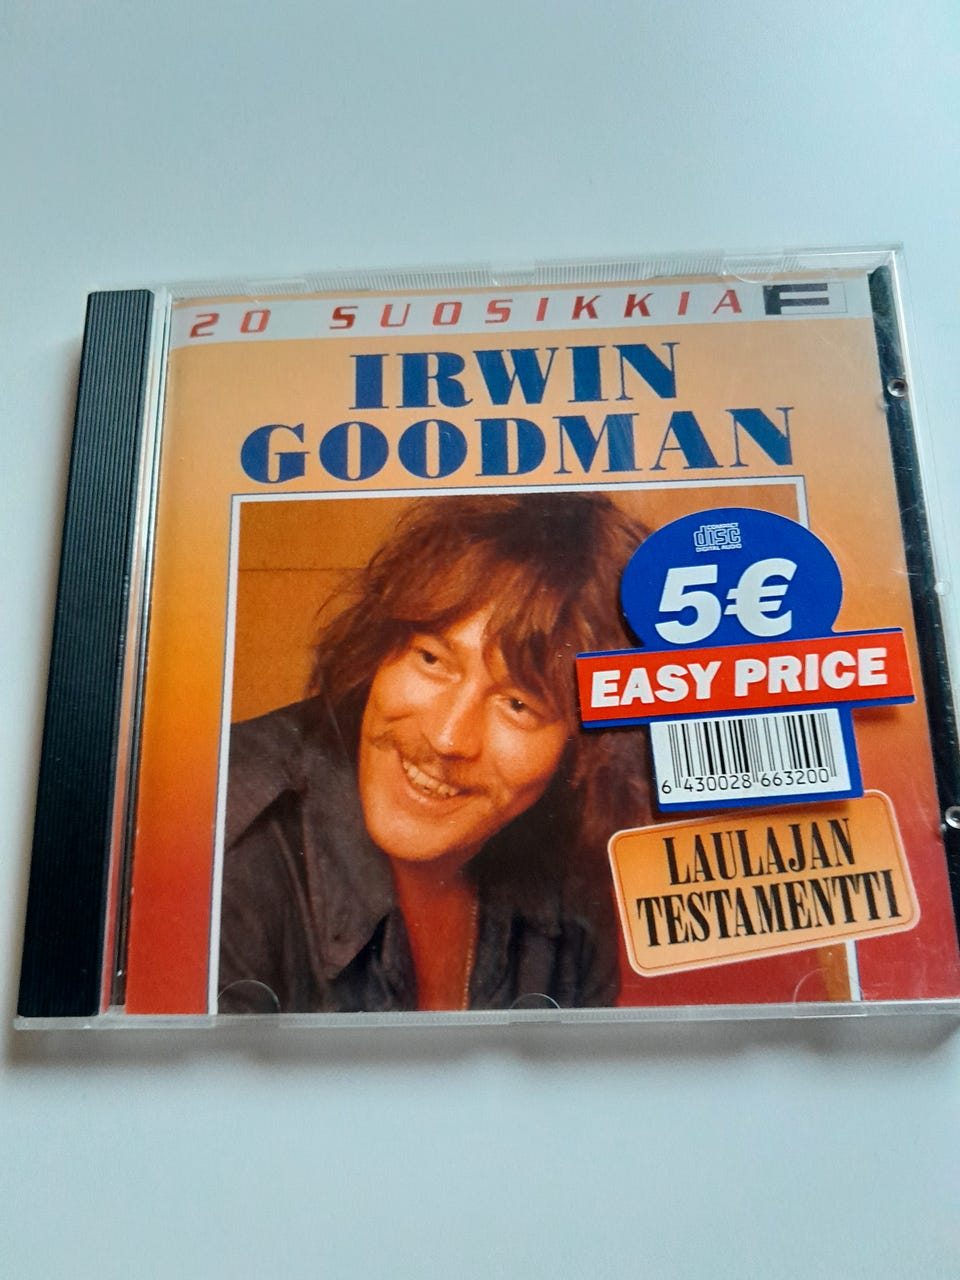 20 SUOSIKKIA F
IRWIN
GOODMAN
COMPACT
disc
DIGITAL AUDIO
5€
EASY PRICE
6 430028 663200
LAULAJAN
TESTAMENTTI